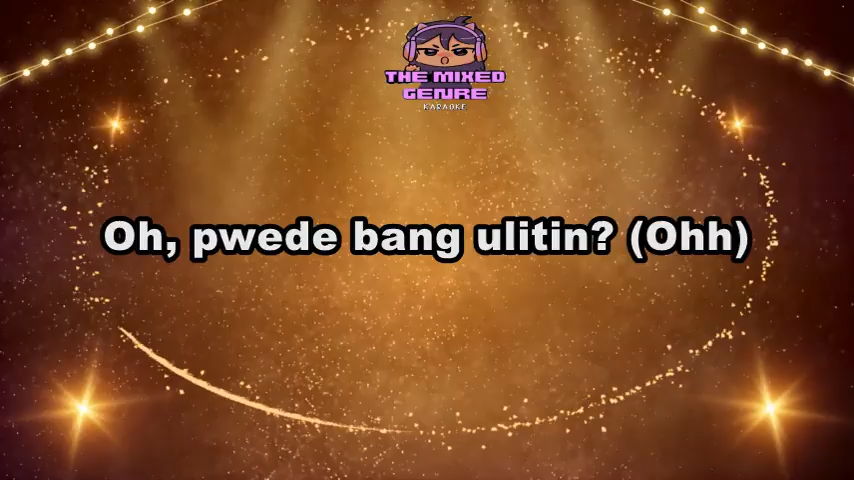 THE MIXED
GENRE
KARAOKE
Oh, pwede bang ulitin? (Ohh)